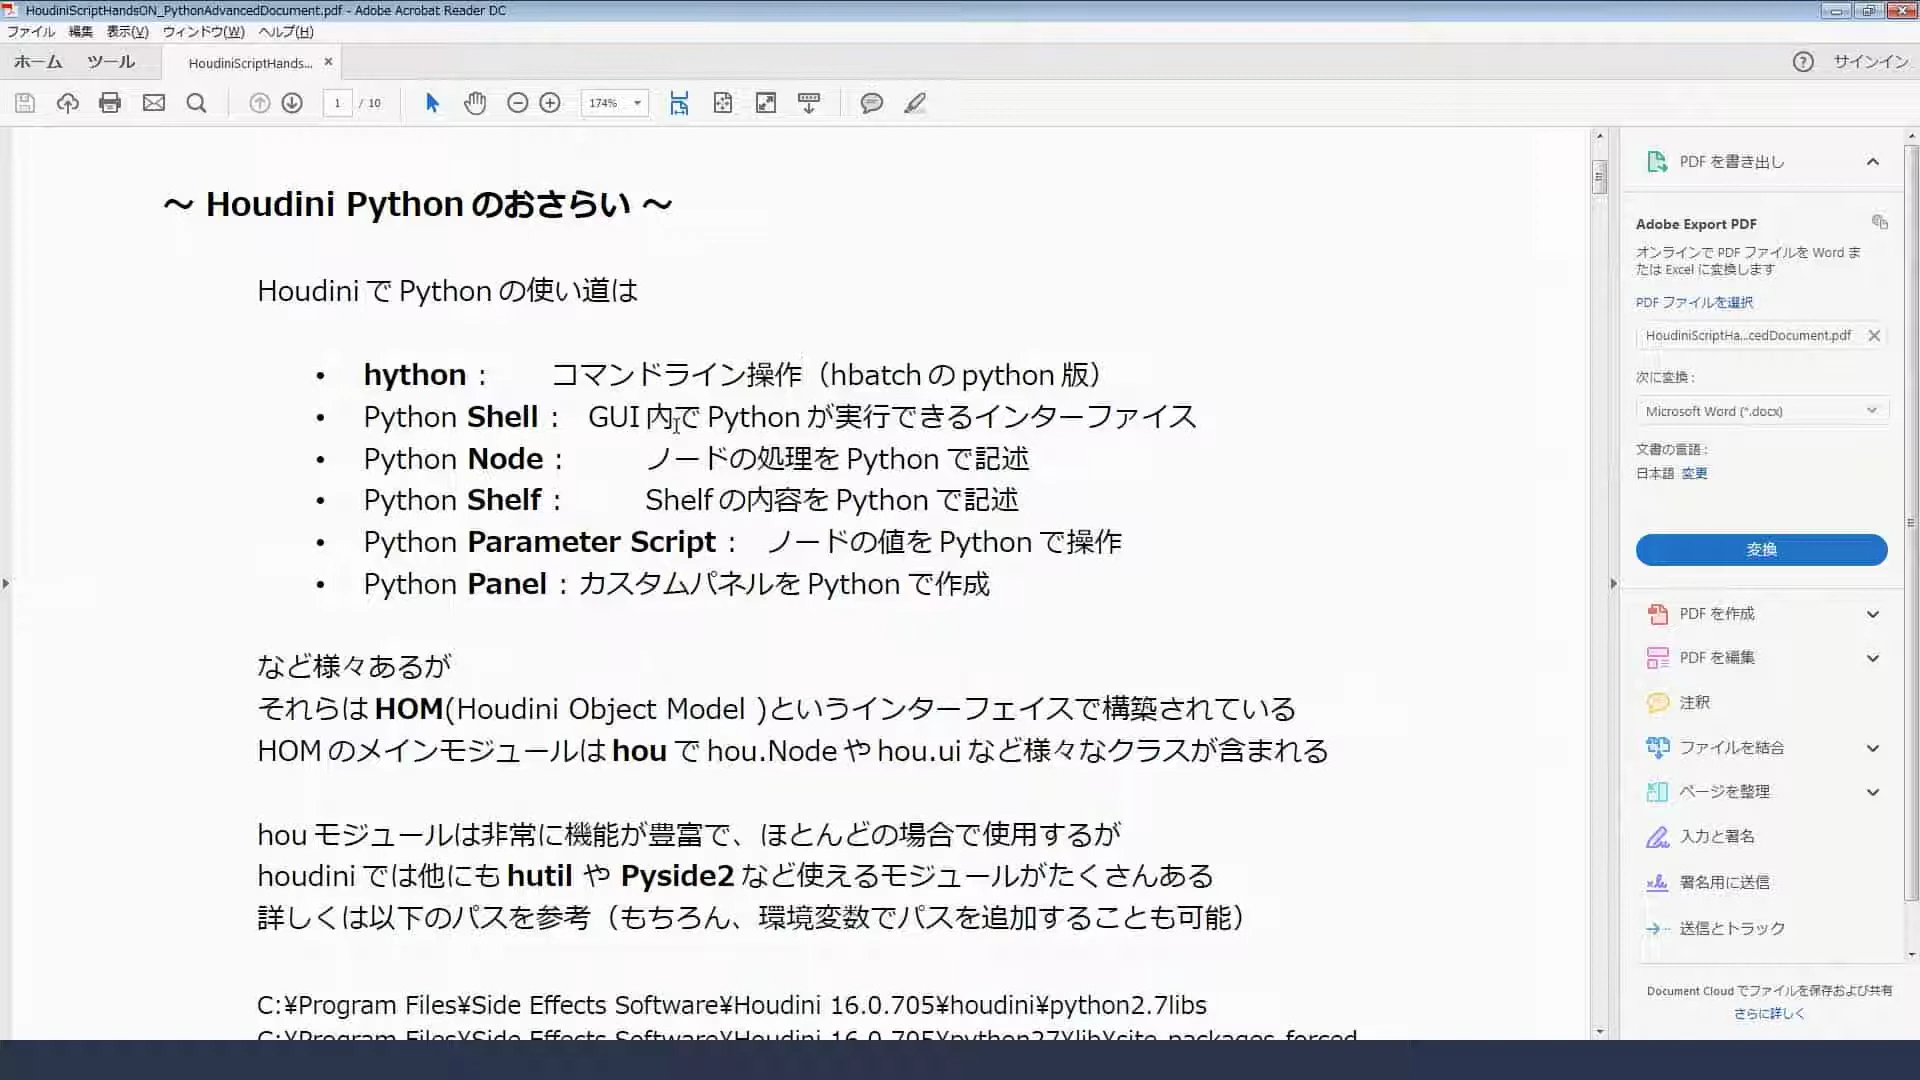 HoudiniScriptHandsON_PythonAdvancedDocument.pdf - Adobe Acrobat Reader DC
ファイル 編集 表示(V) ウィンドウ(W) ヘルプ(H)
ホーム ツール HoudiniScriptHands... × サインイン
1 / 10 174%
～ Houdini Python のおさらい ～
Houdini で Python の使い道は
• hython : コマンドライン操作（hbatch の python 版）
• Python Shell : GUI 内で Python が実行できるインターファイス
• Python Node : ノードの処理を Python で記述
• Python Shelf : Shelf の内容を Python で記述
• Python Parameter Script : ノードの値を Python で操作
• Python Panel : カスタムパネルを Python で作成
など様々あるが
それらは HOM(Houdini Object Model )というインターフェイスで構築されている
HOM のメインモジュールは hou で hou.Node や hou.ui など様々なクラスが含まれる
hou モジュールは非常に機能が豊富で、ほとんどの場合で使用するが
houdini では他にも hutil や Pyside2 など使えるモジュールがたくさんある
詳しくは以下のパスを参考（もちろん、環境変数でパスを追加することも可能）
C:¥Program Files¥Side Effects Software¥Houdini 16.0.705¥houdini¥python2.7libs
C:¥Program Files¥Side Effects Software¥Houdini 16.0.705¥python27¥lib¥site-packages-forced
PDF を書き出し
Adobe Export PDF
オンラインで PDF ファイルを Word ま
たは Excel に変換します
PDF ファイルを選択
HoudiniScriptHa...cedDocument.pdf
次に変換 :
Microsoft Word (*.docx)
文書の言語 :
日本語 変更
変換
PDF を作成
PDF を編集
注釈
ファイルを結合
ページを整理
入力と署名
署名用に送信
送信とトラック
Document Cloud でファイルを保存および共有
さらに詳しく